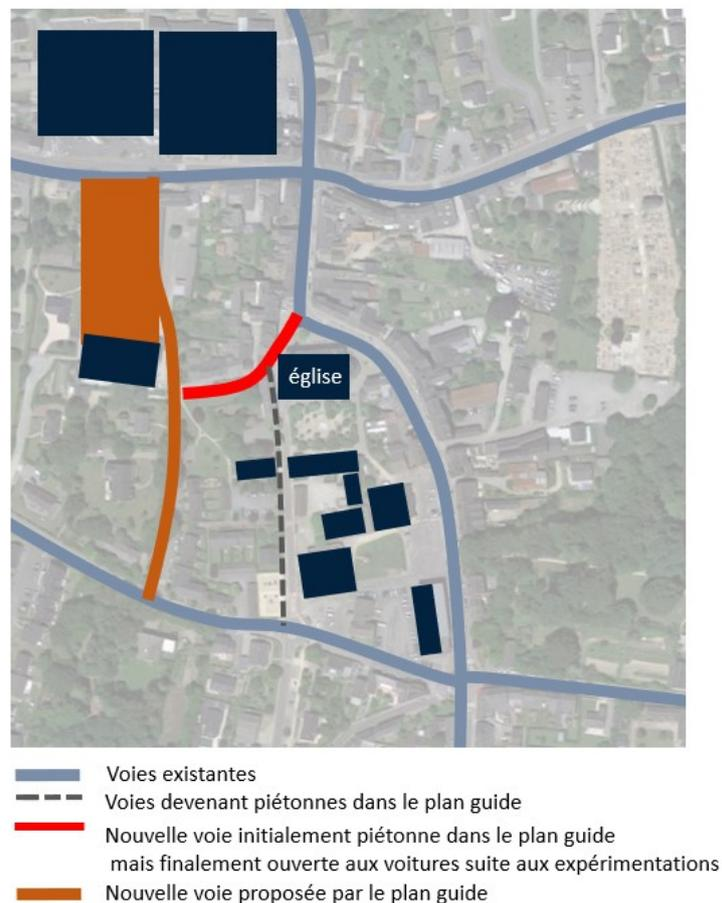 église
Voies existantes
Voies devenant piétonnes dans le plan guide
Nouvelle voie initialement piétonne dans le plan guide
mais finalement ouverte aux voitures suite aux expérimentations
Nouvelle voie proposée par le plan guide